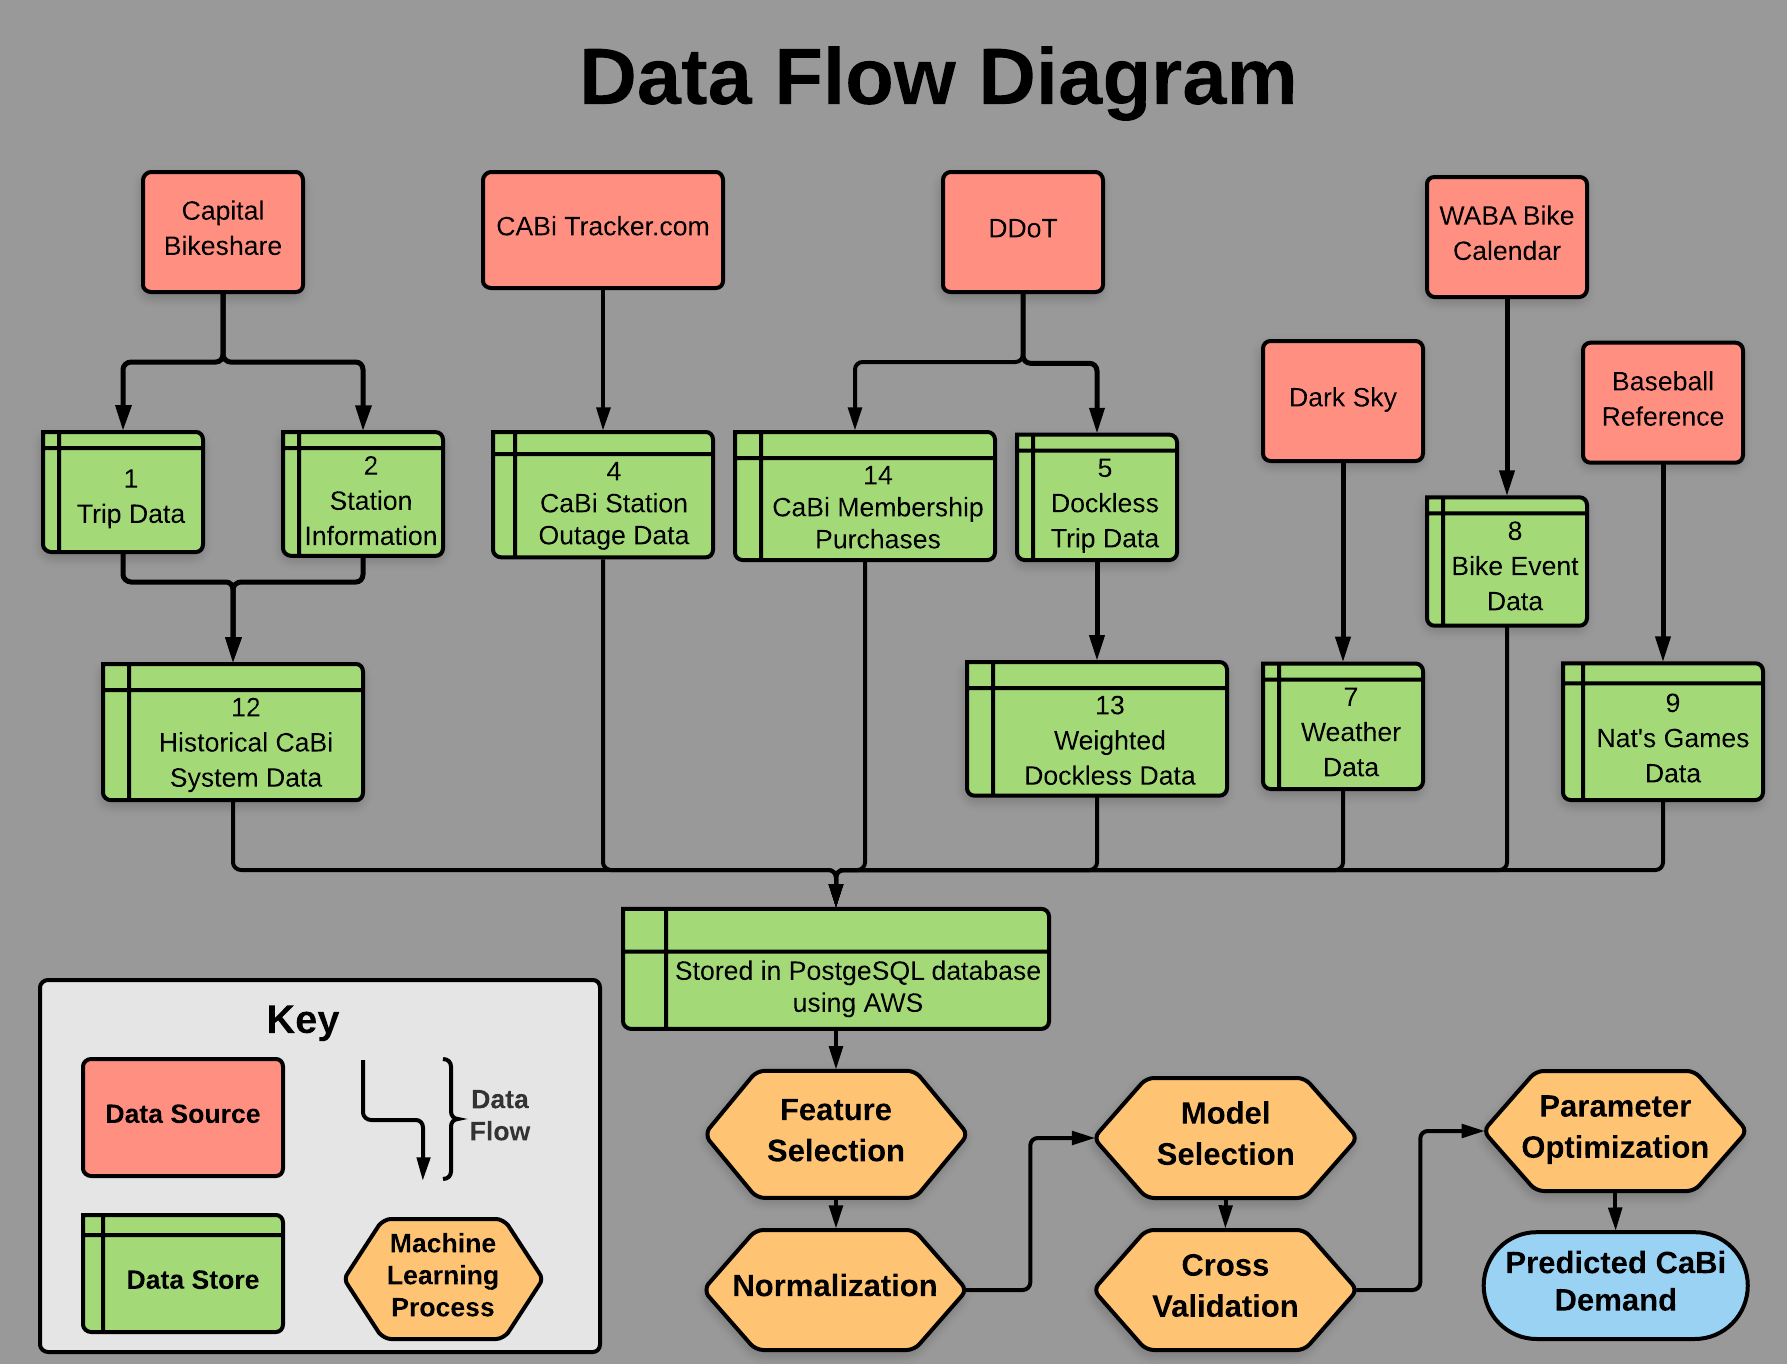 Data Flow Diagram
Capital
Bikeshare
CABi Tracker.com
DDoT
WABA Bike
Calendar
Dark Sky
Baseball
Reference
1
Trip Data
2
Station
Information
4
CaBi Station
Outage Data
14
CaBi Membership
Purchases
5
Dockless
Trip Data
8
Bike Event
Data
12
Historical CaBi
System Data
13
Weighted
Dockless Data
7
Weather
Data
9
Nat's Games
Data
Stored in PostgeSQL database
using AWS
Key
Data Source
Data
Flow
Data Store
Machine
Learning
Process
Feature
Selection
Normalization
Model
Selection
Cross
Validation
Parameter
Optimization
Predicted CaBi
Demand